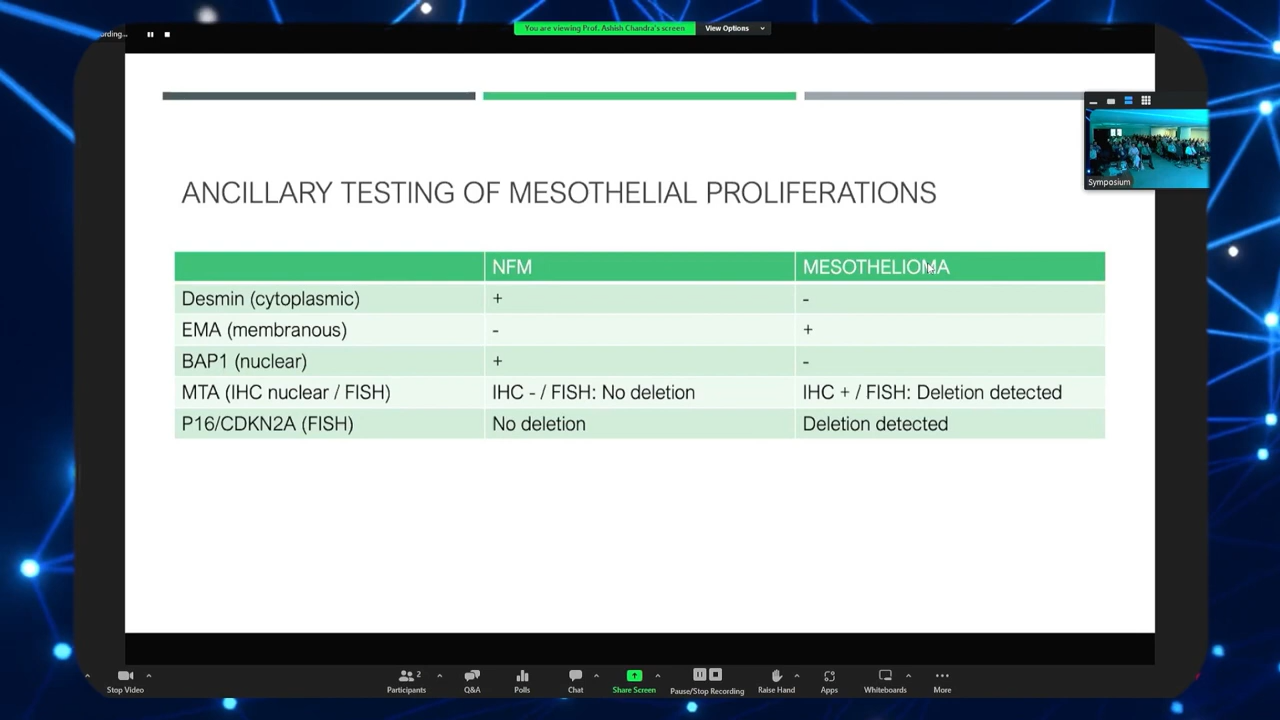 ording...
You are viewing Prof. Ashish Chandra's screen
View Options
Symposium
ANCILLARY TESTING OF MESOTHELIAL PROLIFERATIONS
NFM MESOTHELIOMA
Desmin (cytoplasmic) + -
EMA (membranous) - +
BAP1 (nuclear) + -
MTA (IHC nuclear / FISH) IHC - / FISH: No deletion IHC + / FISH: Deletion detected
P16/CDKN2A (FISH) No deletion Deletion detected
2
Stop Video Participants Q&A Polls Chat Share Screen Pause/Stop Recording Raise Hand Apps Whiteboards More